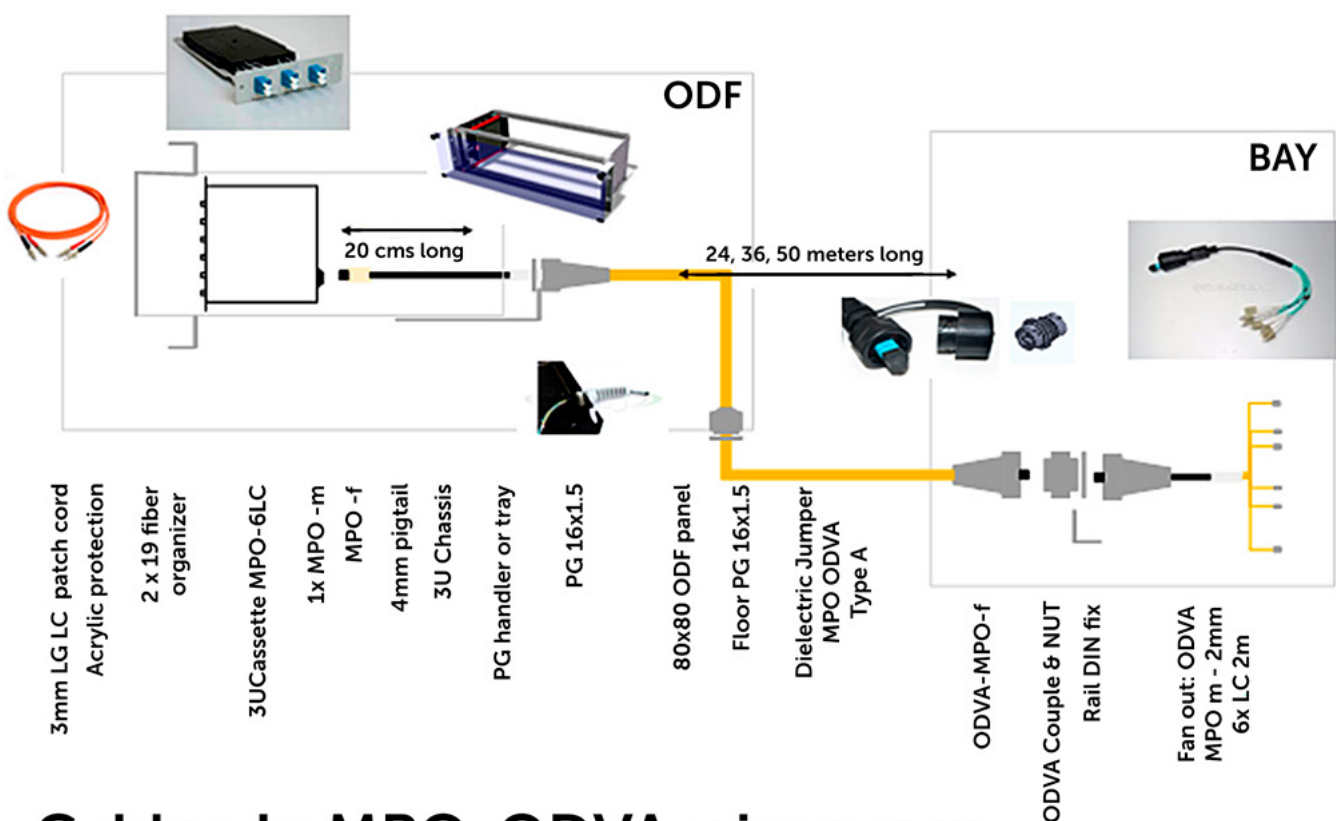 ODF
BAY
20 cms long
24, 36, 50 meters long
3mm LG LC patch cord
Acrylic protection
2 x 19 fiber
organizer
3UCassette MPO-6LC
1x MPO -m
MPO -f
4mm pigtail
3U Chassis
PG handler or tray
PG 16x1.5
80x80 ODF panel
Floor PG 16x1.5
Dielectric Jumper
MPO ODVA
Type A
ODVA-MPO-f
ODVA Couple & NUT
Rail DIN fix
Fan out: ODVA
MPO m - 2mm
6x LC 2m